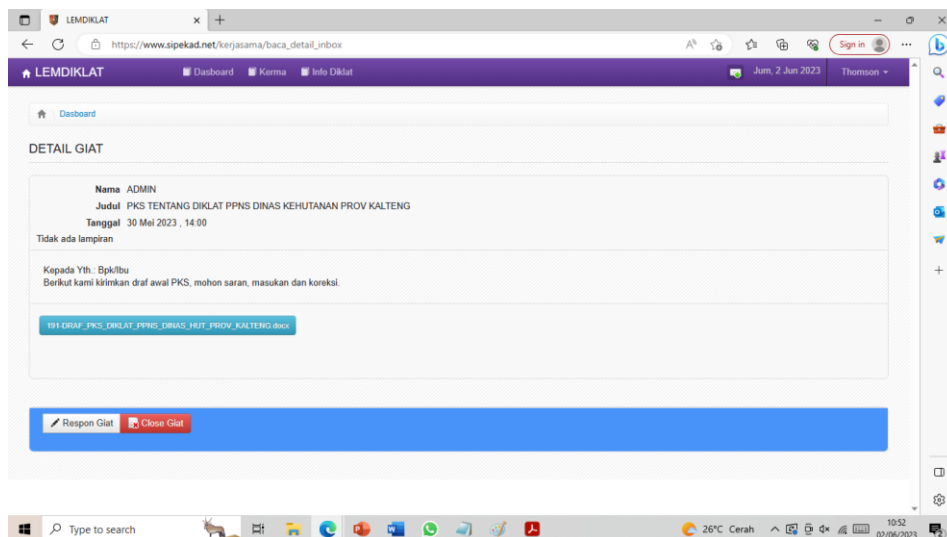 LEMDIKLAT
https://www.sipekad.net/kerjasama/baca_detail_inbox
Sign in
LEMDIKLAT
Dasboard Kerma Info Diklat
Jum, 2 Jun 2023
Thomson
Dasboard
DETAIL GIAT
Nama ADMIN
Judul PKS TENTANG DIKLAT PPNS DINAS KEHUTANAN PROV KALTENG
Tanggal 30 Mei 2023 , 14:00
Tidak ada lampiran
Kepada Yth.: Bpk/Ibu
Berikut kami kirimkan draf awal PKS, mohon saran, masukan dan koreksi.
191-DRAF_PKS_DIKLAT_PPNS_DINAS_HUT_PROV_KALTENG.docx
Respon Giat Close Giat
Type to search
26°C Cerah
10:52
02/06/2023